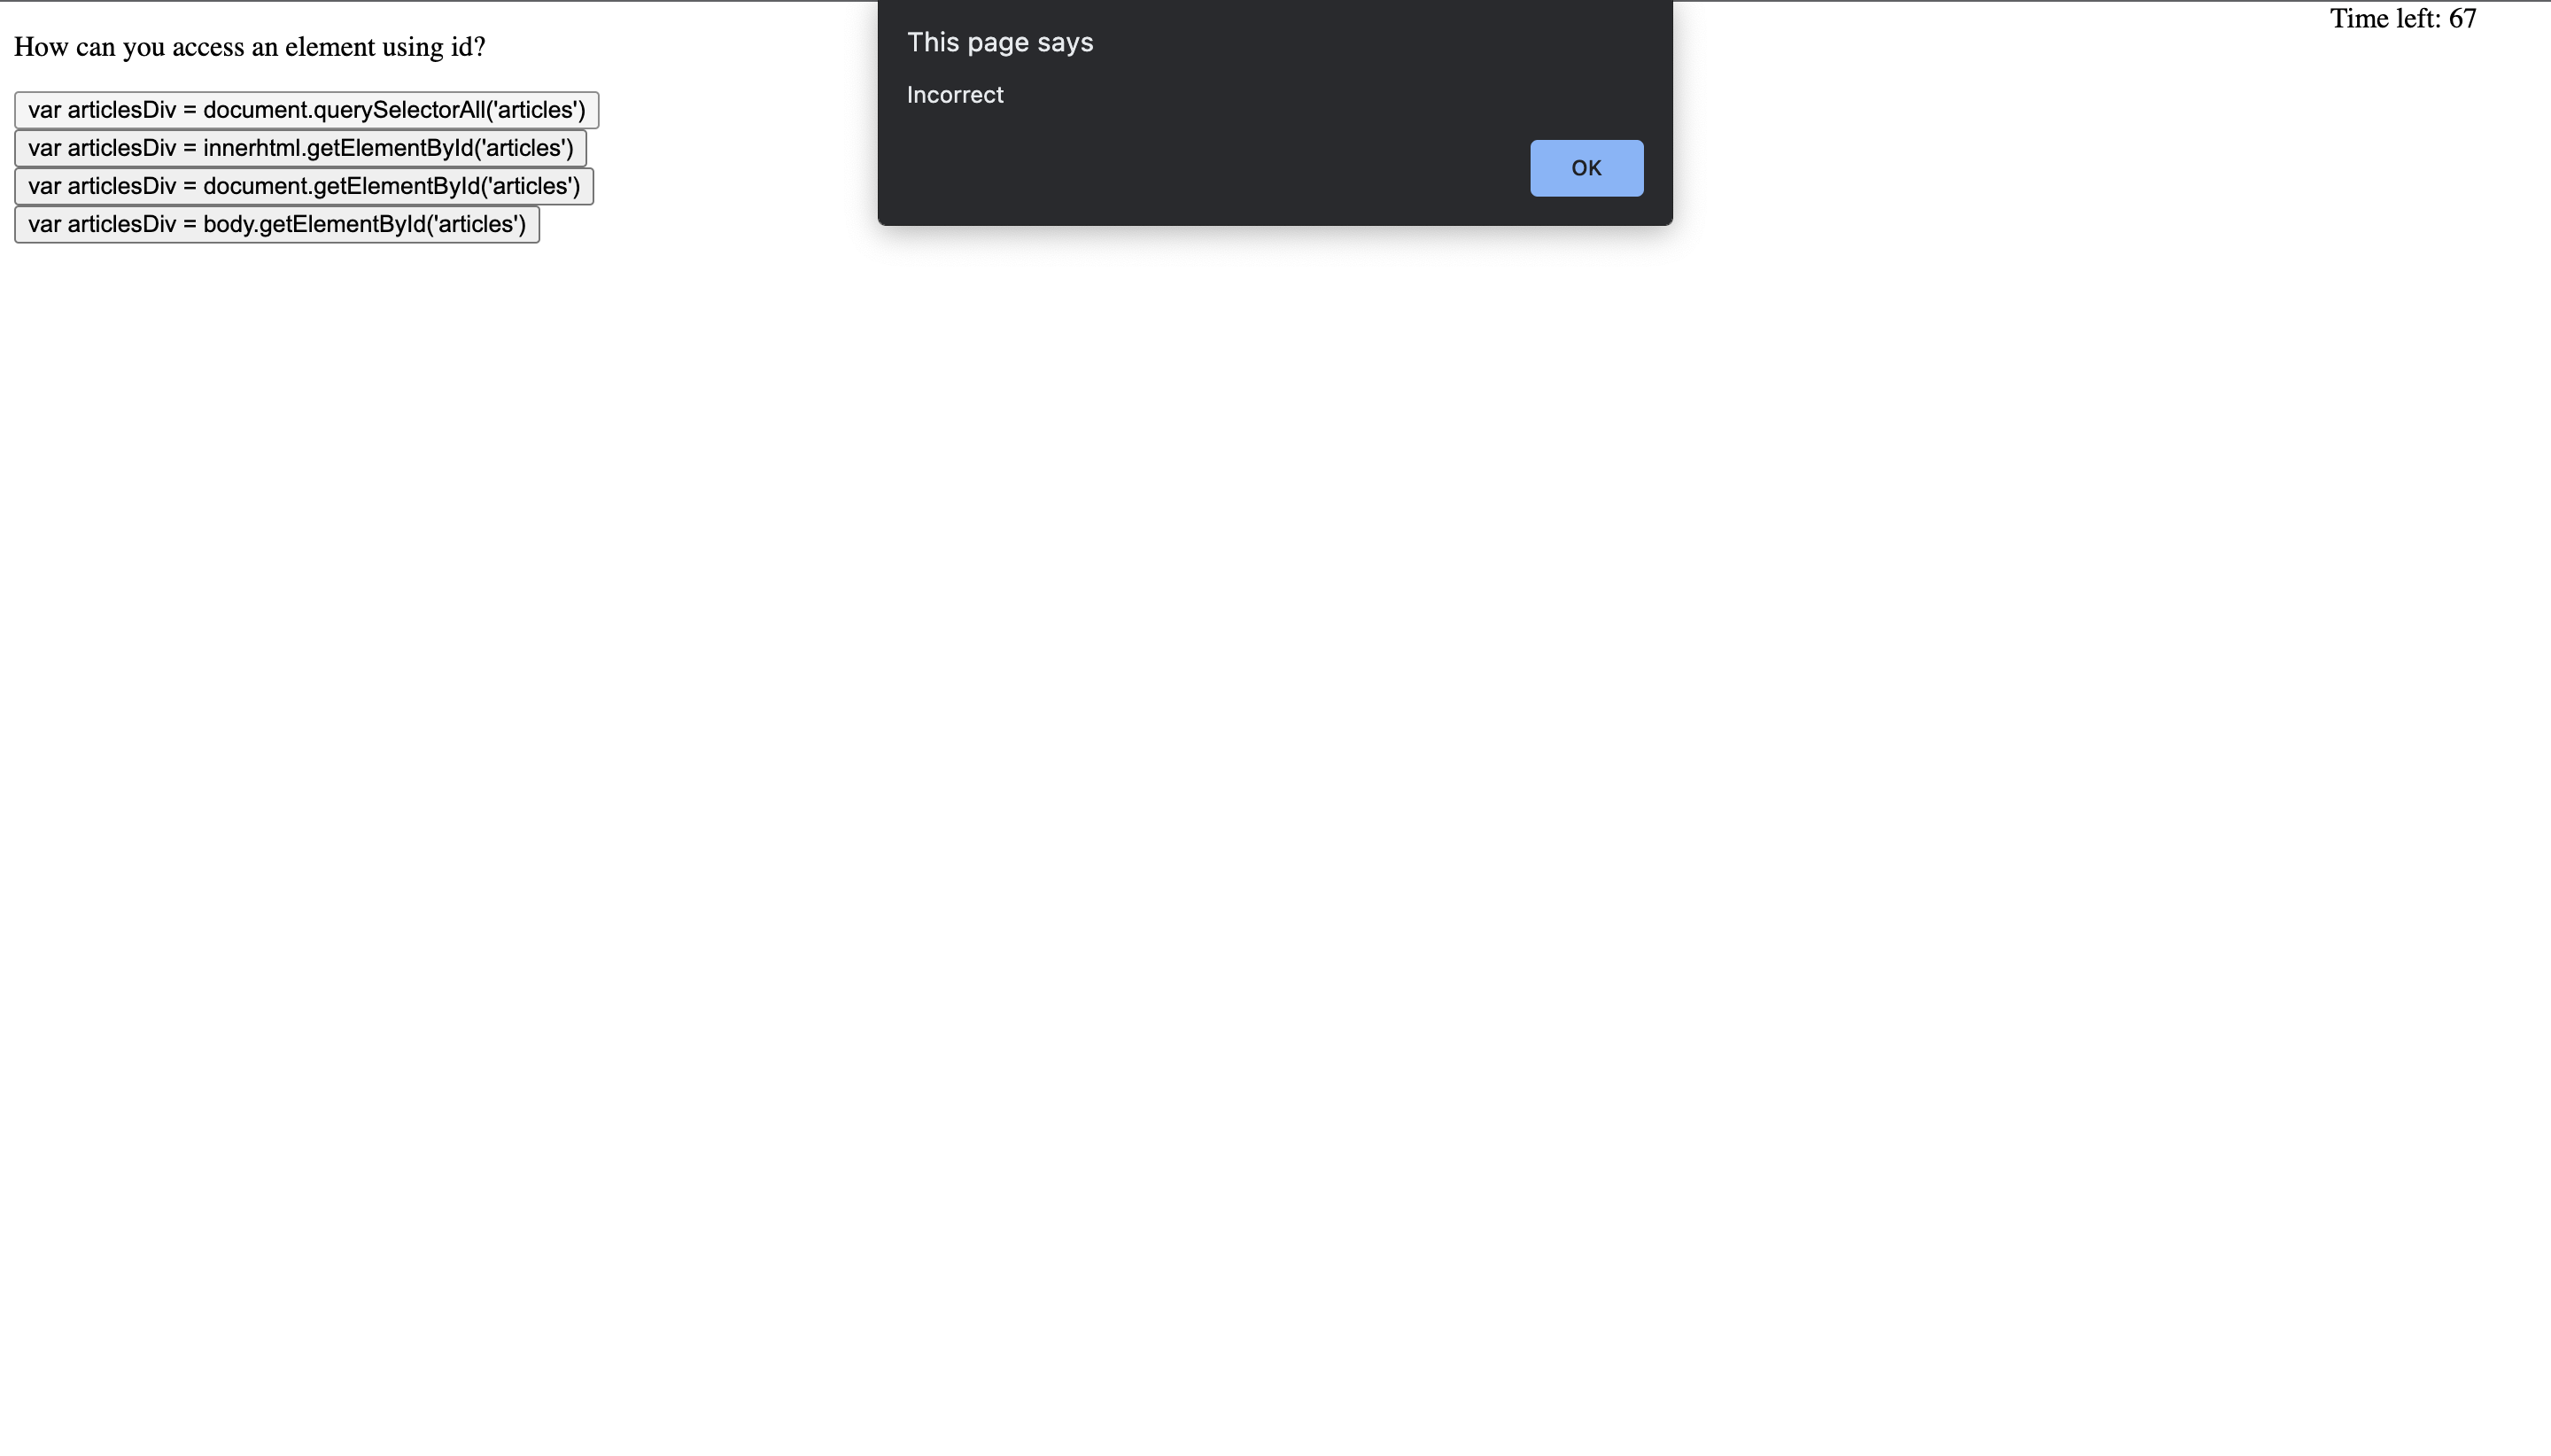 Time left: 67
How can you access an element using id?
var articlesDiv = document.querySelectorAll('articles')
var articlesDiv = innerhtml.getElementById('articles')
var articlesDiv = document.getElementById('articles')
var articlesDiv = body.getElementById('articles')
This page says
Incorrect
OK